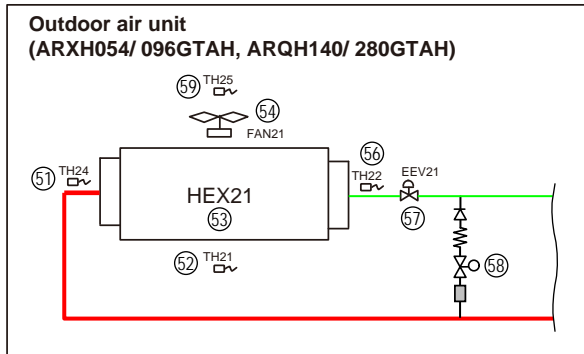 Outdoor air unit
(ARXH054/ 096GTAH, ARQH140/ 280GTAH)
59 TH25
54
FAN21
51 TH24
56
TH22
EEV21
HEX21
53
57
52 TH21
58